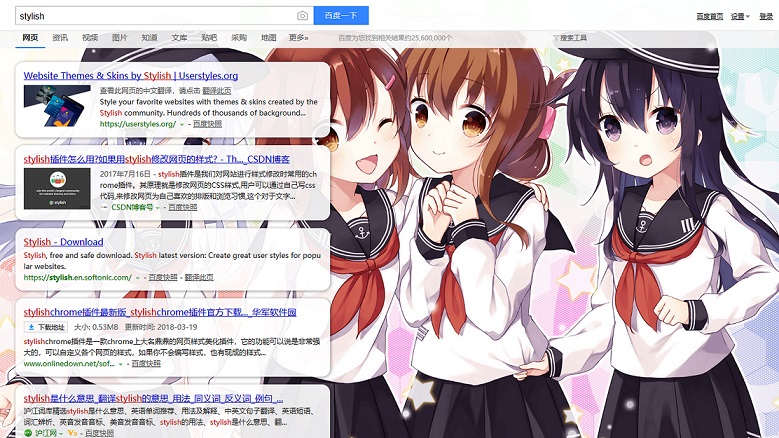 stylish
百度一下
百度首页 设置 登录
网页 资讯 视频 图片 知道 文库 贴吧 采购 地图 更多»
百度为您找到相关结果约25,600,000个
搜索工具
Website Themes & Skins by Stylish | Userstyles.org
查看此网页的中文翻译，请点击 翻译此页
Style your favorite websites with themes & skins created by the
Stylish community. Hundreds of thousands of background...
https://userstyles.org/ - 百度快照
stylish插件怎么用?如果用stylish修改网页的样式? - Th..._CSDN博客
2017年7月16日 - stylish插件是我们对网站进行样式修改时常用的ch
rome插件。其原理就是修改网页的CSS样式,用户可以通过自己写css
代码,来修改网页为自己喜欢的排版和浏览习惯,这个对于文字...
CSDN博客号 - 百度快照
Stylish - Download
Stylish, free and safe download. Stylish latest version: Create great user styles for popu
lar websites.
https://stylish.en.softonic.com/ - 百度快照 - 翻译此页
stylishchrome插件最新版_stylishchrome插件官方下载..._华军软件园
下载地址 大小: 0.53MB 更新时间: 2018-03-19
stylishchrome插件是一款chrome上大名鼎鼎的网页样式美化插件，它的功能可以说是非常强
大的，可以自定义各个网页的样式，如果你不会编写样式，也有现成的样式...
www.onlinedown.net/sof... - 百度快照
stylish是什么意思_翻译stylish的意思_用法_同义词_反义词_例句_...
沪江词库精选stylish是什么意思、英语单词推荐、用法及解释、中英文句子翻译、英语短语、
词汇辨析、英音发音音标、美音发音音标、stylish的用法、stylish是什么意思、翻...
沪江网 - 百度快照